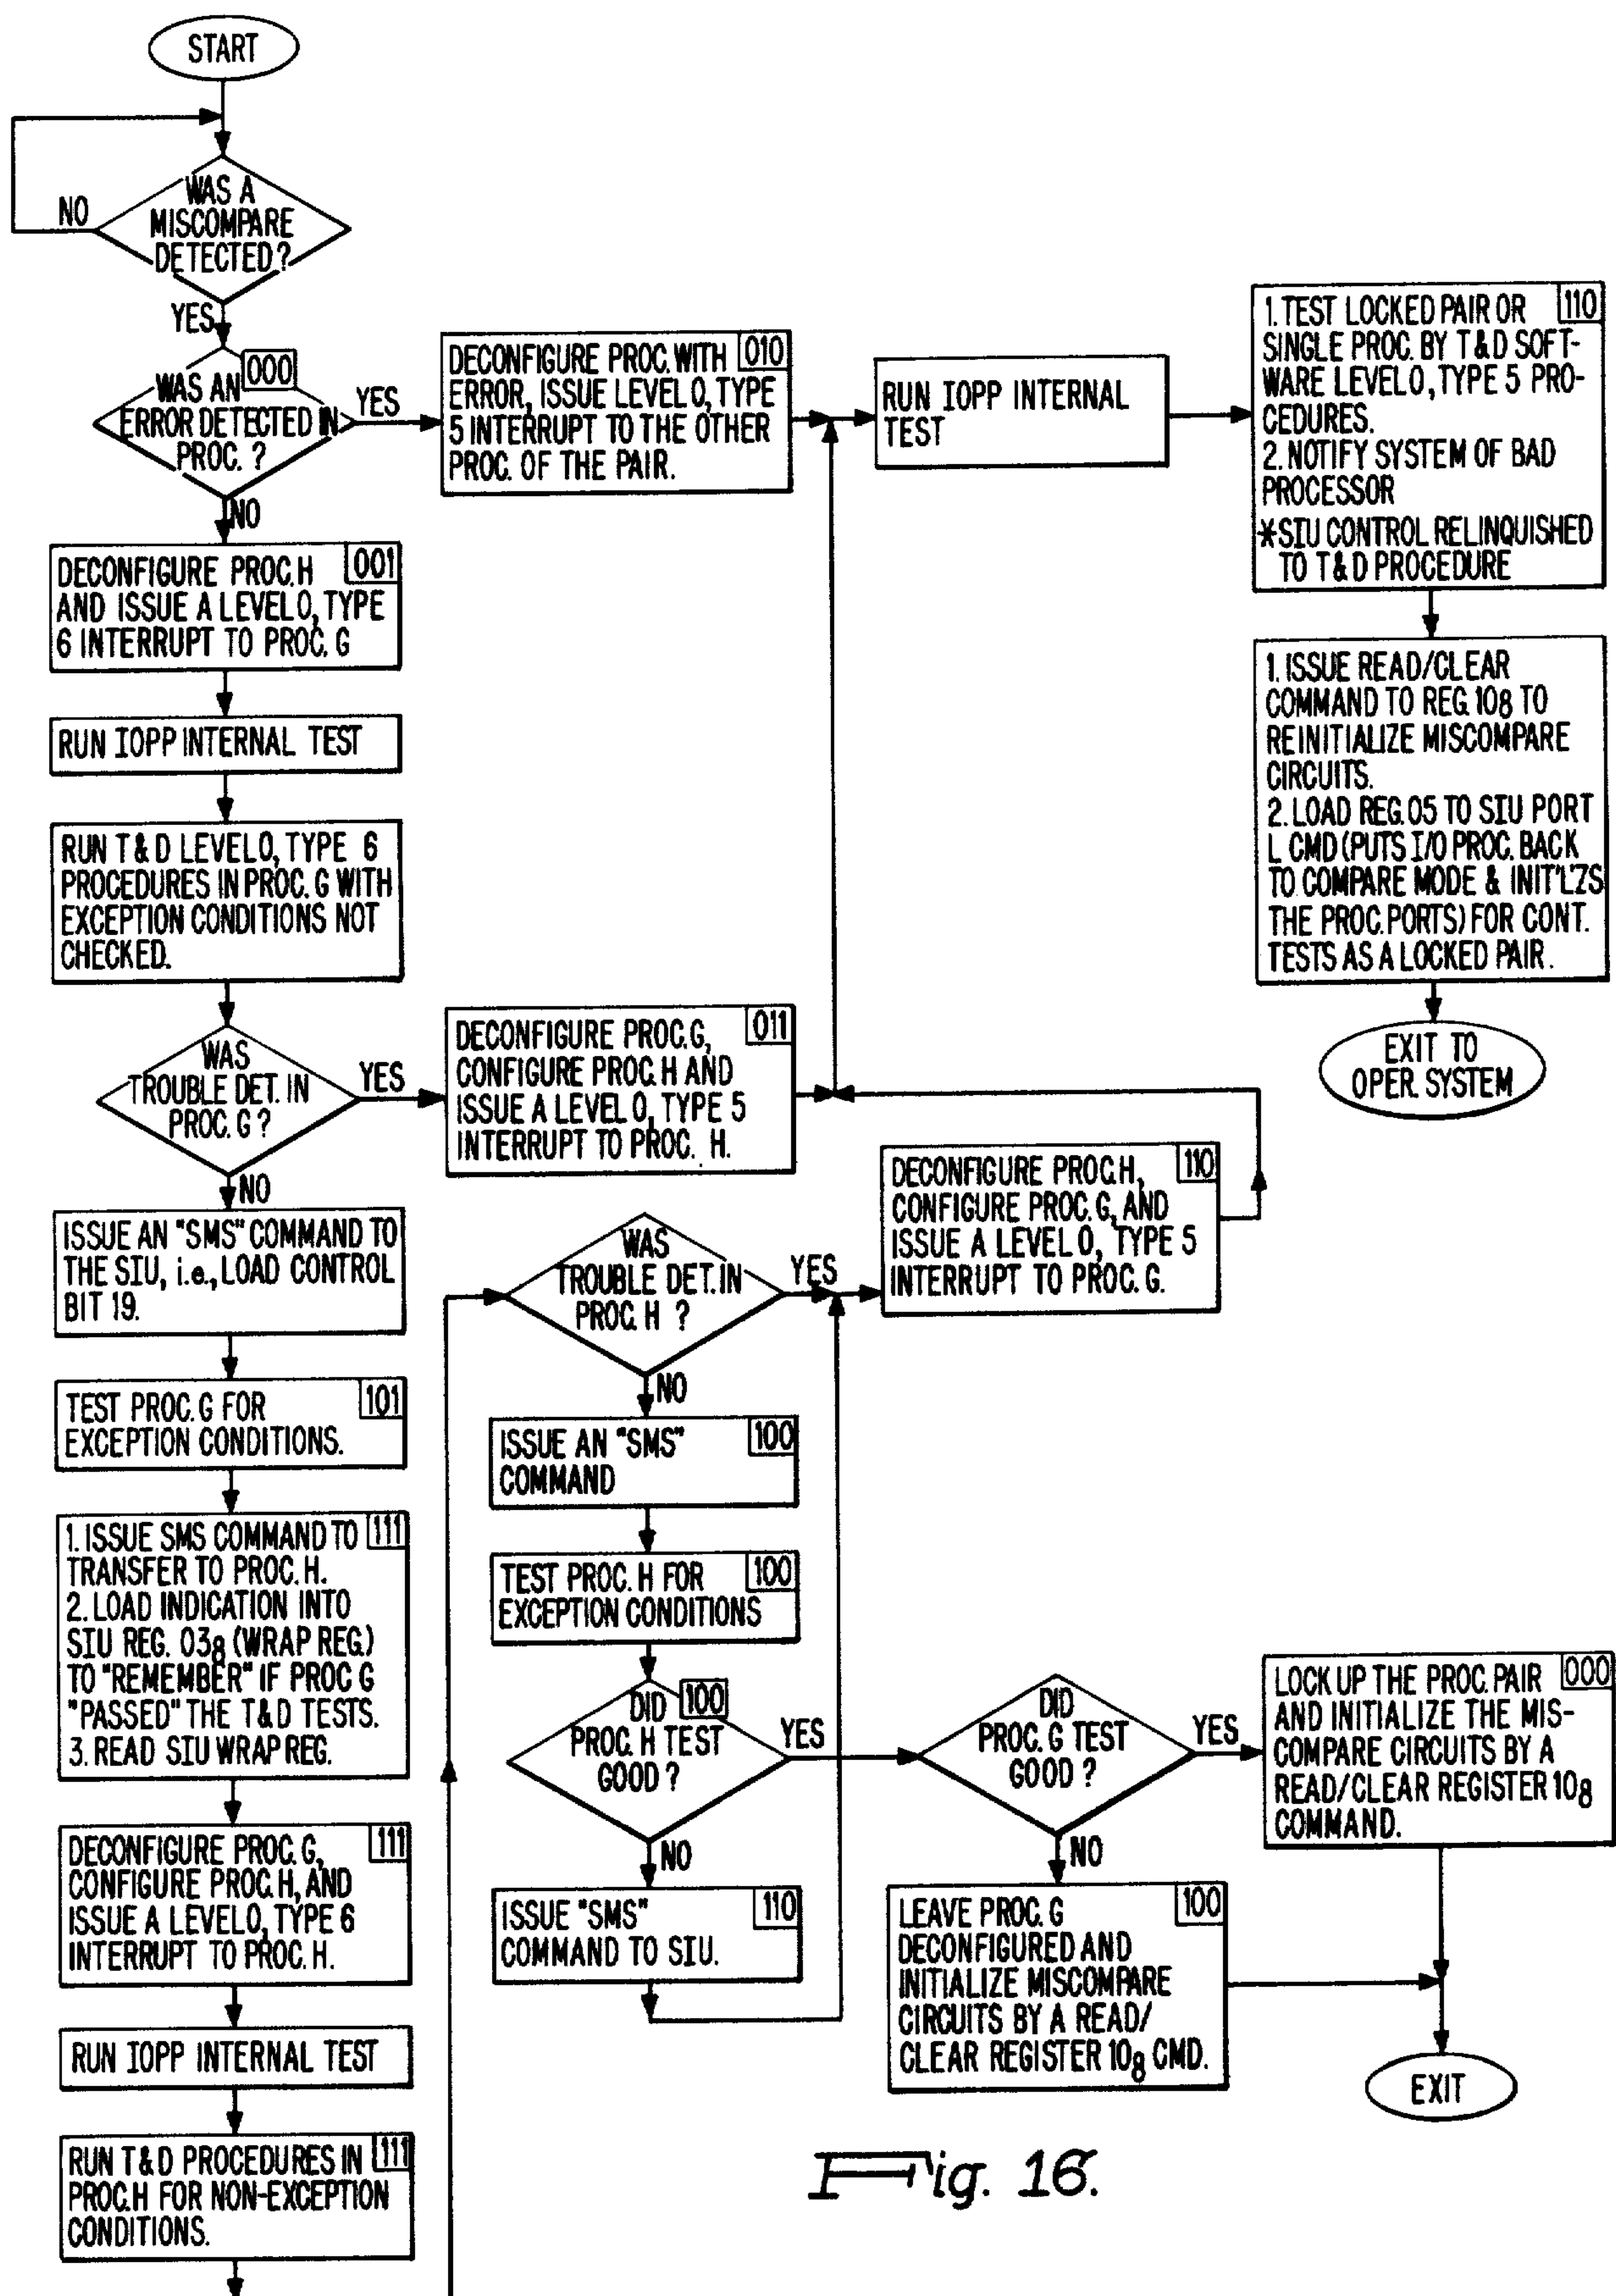 START
WAS A
MISCOMPARE
DETECTED?
NO
YES
000
WAS AN
ERROR DETECTED IN
PROC. ?
YES
NO
DECONFIGURE PROC. WITH 010
ERROR, ISSUE LEVEL 0, TYPE
5 INTERRUPT TO THE OTHER
PROC. OF THE PAIR.
RUN IOPP INTERNAL
TEST
1. TEST LOCKED PAIR OR 110
SINGLE PROC. BY T&D SOFT-
WARE LEVEL 0, TYPE 5 PRO-
CEDURES.
2. NOTIFY SYSTEM OF BAD
PROCESSOR
*SIU CONTROL RELINQUISHED
TO T&D PROCEDURE
1. ISSUE READ/CLEAR
COMMAND TO REG. 108 TO
REINITIALIZE MISCOMPARE
CIRCUITS.
2. LOAD REG. 05 TO SIU PORT
L CMD (PUTS I/O PROC. BACK
TO COMPARE MODE & INIT'L'ZS
THE PROC. PORTS) FOR CONT.
TESTS AS A LOCKED PAIR.
EXIT TO
OPER. SYSTEM
DECONFIGURE PROC. H 001
AND ISSUE A LEVEL 0, TYPE
6 INTERRUPT TO PROC. G
RUN IOPP INTERNAL TEST
RUN T&D LEVEL 0, TYPE 6
PROCEDURES IN PROC. G WITH
EXCEPTION CONDITIONS NOT
CHECKED.
WAS
TROUBLE DET. IN
PROC. G ?
YES
NO
DECONFIGURE PROC. G, 011
CONFIGURE PROC. H AND
ISSUE A LEVEL 0, TYPE 5
INTERRUPT TO PROC. H.
ISSUE AN "SMS" COMMAND TO
THE SIU, i.e., LOAD CONTROL
BIT 19.
TEST PROC. G FOR 101
EXCEPTION CONDITIONS.
1. ISSUE SMS COMMAND TO 111
TRANSFER TO PROC. H.
2. LOAD INDICATION INTO
SIU REG. 03₈ (WRAP REG.)
TO "REMEMBER" IF PROC G
"PASSED" THE T&D TESTS.
3. READ SIU WRAP REG.
DECONFIGURE PROC. G, 111
CONFIGURE PROC. H, AND
ISSUE A LEVEL 0, TYPE 6
INTERRUPT TO PROC. H.
RUN IOPP INTERNAL TEST
RUN T&D PROCEDURES IN 111
PROC. H FOR NON-EXCEPTION
CONDITIONS.
WAS
TROUBLE DET. IN
PROC. H ?
YES
NO
DECONFIGURE PROC. H, 110
CONFIGURE PROC. G, AND
ISSUE A LEVEL 0, TYPE 5
INTERRUPT TO PROC. G.
ISSUE AN "SMS" 100
COMMAND
TEST PROC. H FOR 100
EXCEPTION CONDITIONS
DID 100
PROC. H TEST
GOOD ?
YES
NO
ISSUE "SMS" 110
COMMAND TO SIU.
DID
PROC. G TEST
GOOD ?
YES
NO
LEAVE PROC. G 100
DECONFIGURED AND
INITIALIZE MISCOMPARE
CIRCUITS BY A READ/
CLEAR REGISTER 10₈ CMD.
LOCK UP THE PROC. PAIR 000
AND INITIALIZE THE MIS-
COMPARE CIRCUITS BY A
READ/CLEAR REGISTER 10₈
COMMAND.
EXIT
Fig. 16.